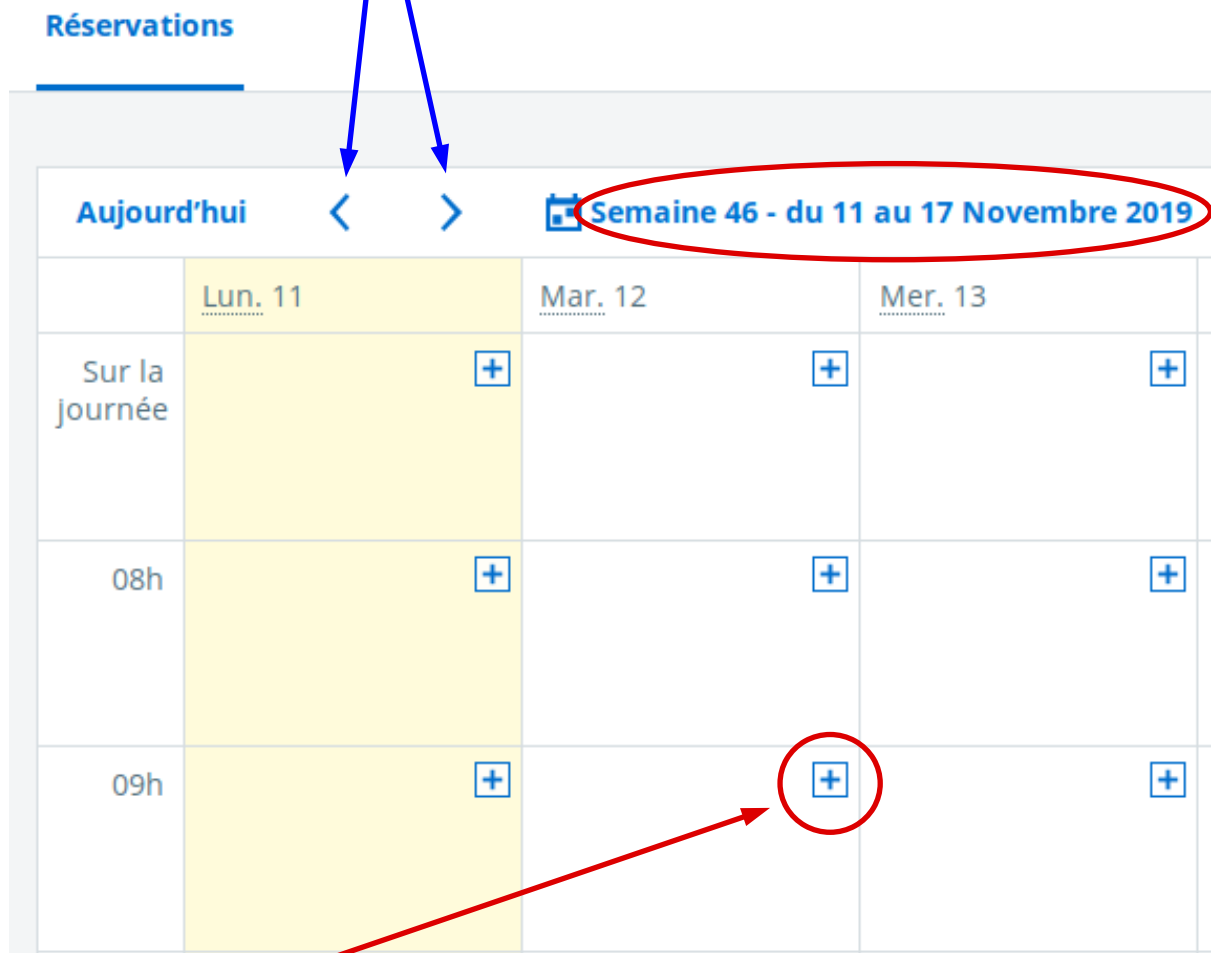 Réservations
Aujourd’hui < > Semaine 46 - du 11 au 17 Novembre 2019
Lun. 11 Mar. 12 Mer. 13
Sur la
journée
+ + +
08h + + +
09h + + +